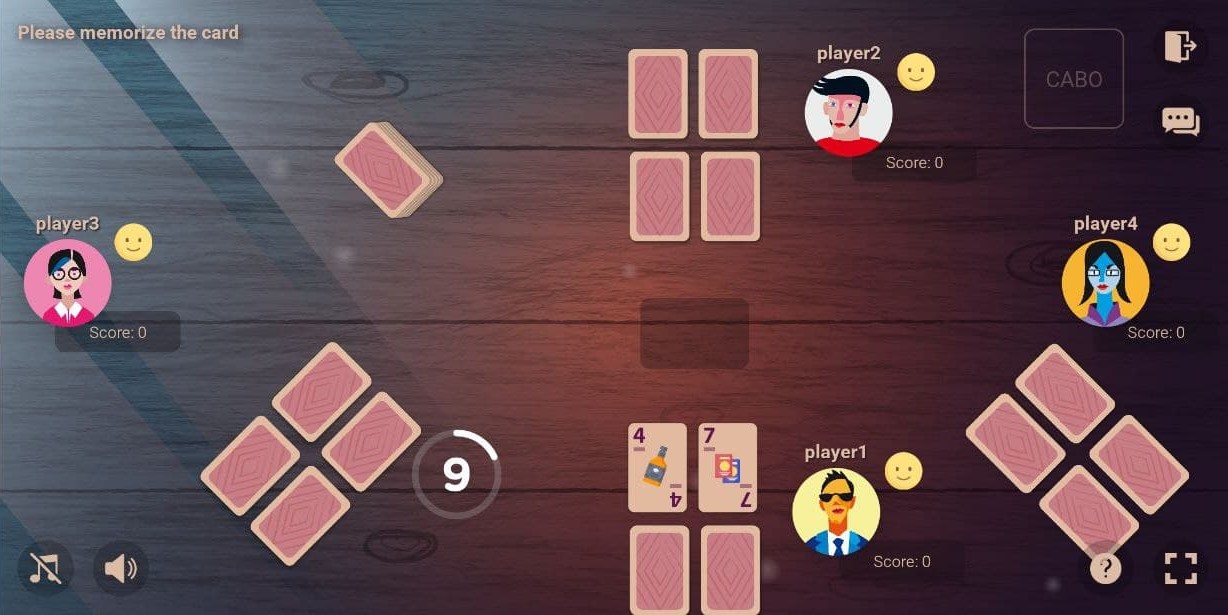 Please memorize the card
player2
CABO
Score: 0
player3
player4
Score: 0
Score: 0
4
7
4
7
player1
9
Score: 0
?